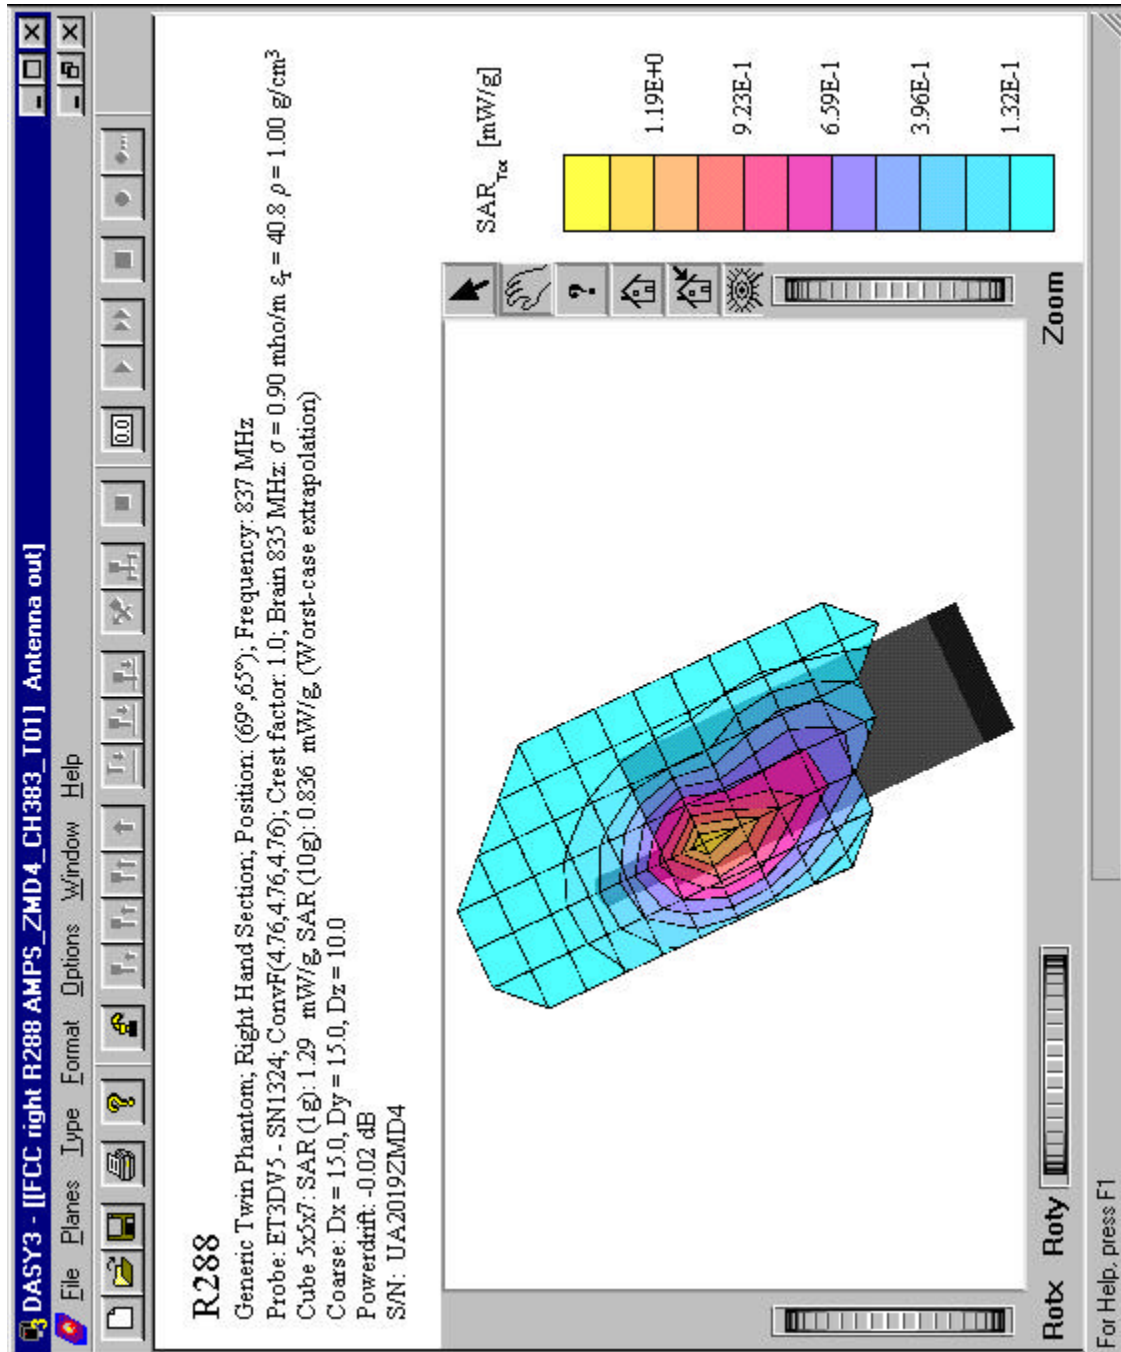 DASY3 - [[FCC right R288 AMPS_ZMD4_CH383_T01] Antenna out]
File Planes Type Format Options Window Help
0.0
R288
Generic Twin Phantom; Right Hand Section; Position: (69°,65°); Frequency: 837 MHz
Probe: ET3DV5 - SN1324; ConvF(4.76,4.76,4.76); Crest factor: 1.0; Brain 835 MHz: σ = 0.90 mho/m εr = 40.8 ρ = 1.00 g/cm³
Cube 5x5x7: SAR (1g): 1.29 mW/g, SAR (10g): 0.836 mW/g, (Worst-case extrapolation)
Coarse: Dx = 15.0, Dy = 15.0, Dz = 10.0
Powerdrift: -0.02 dB
S/N: UA2019ZMD4
SAR Tot [mW/g]
1.19E+0
9.23E-1
6.59E-1
3.96E-1
1.32E-1
Rotx Roty Zoom
For Help, press F1